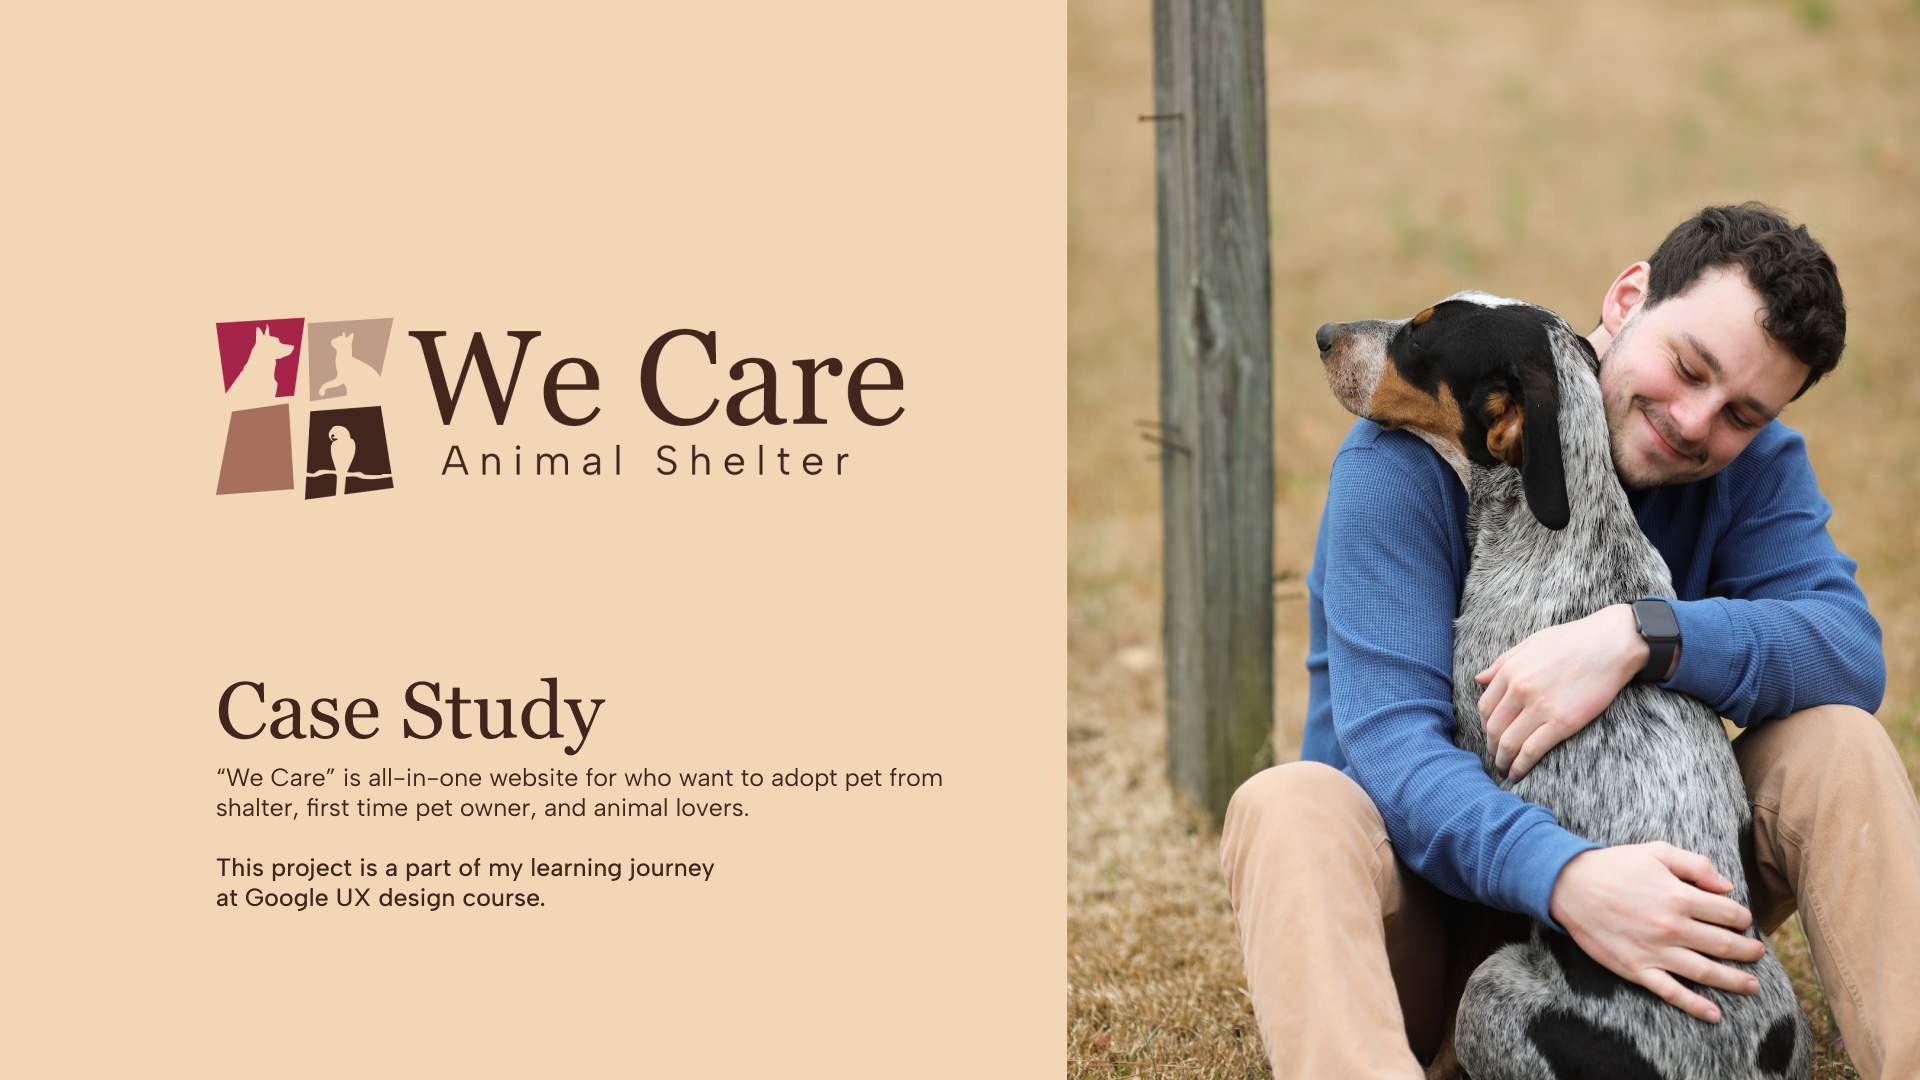 We Care
Animal Shelter
Case Study
“We Care” is all-in-one website for who want to adopt pet from
shalter, first time pet owner, and animal lovers.
This project is a part of my learning journey
at Google UX design course.